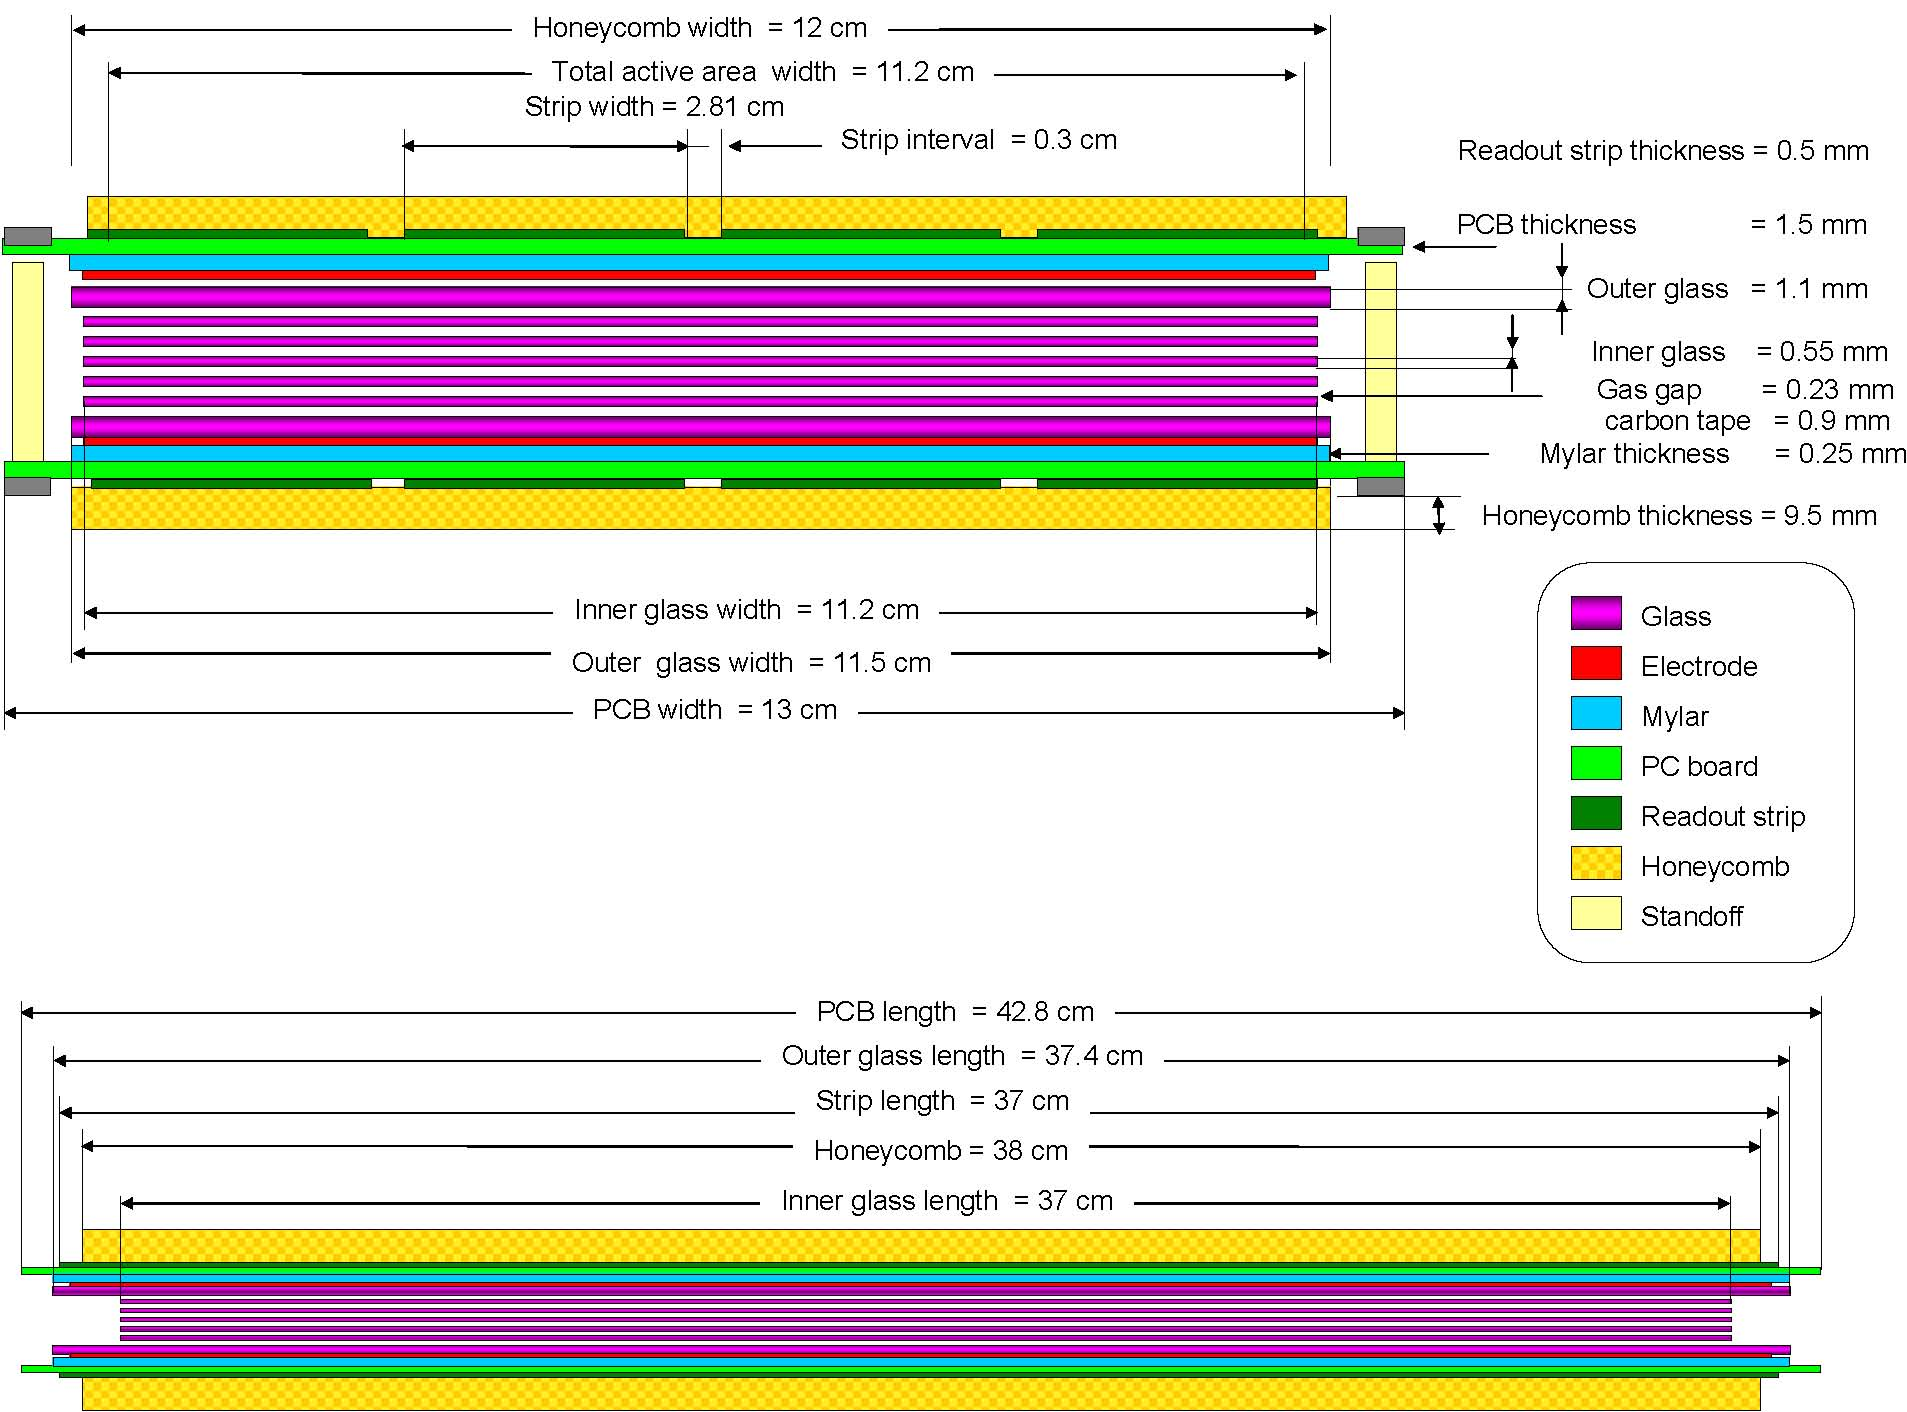 Honeycomb width = 12 cm
Total active area width = 11.2 cm
Strip width = 2.81 cm
Strip interval = 0.3 cm
Readout strip thickness = 0.5 mm
PCB thickness = 1.5 mm
Outer glass = 1.1 mm
Inner glass = 0.55 mm
Gas gap = 0.23 mm
carbon tape = 0.9 mm
Mylar thickness = 0.25 mm
Honeycomb thickness = 9.5 mm
Inner glass width = 11.2 cm
Outer glass width = 11.5 cm
PCB width = 13 cm
Glass
Electrode
Mylar
PC board
Readout strip
Honeycomb
Standoff
PCB length = 42.8 cm
Outer glass length = 37.4 cm
Strip length = 37 cm
Honeycomb = 38 cm
Inner glass length = 37 cm